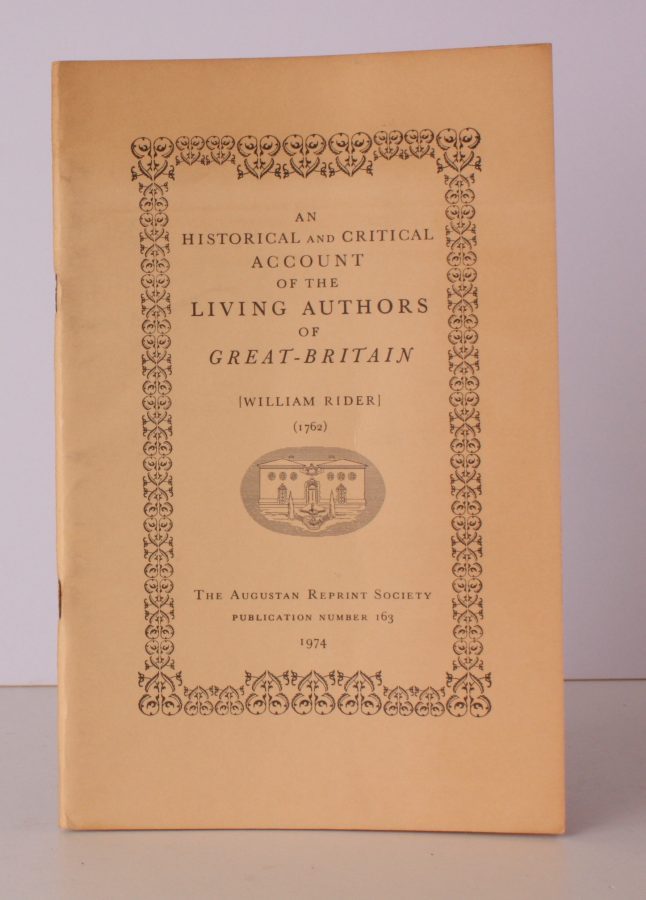 AN
HISTORICAL AND CRITICAL
ACCOUNT
OF THE
LIVING AUTHORS
OF
GREAT-BRITAIN
[WILLIAM RIDER]
(1762)
THE AUGUSTAN REPRINT SOCIETY
PUBLICATION NUMBER 163
1974